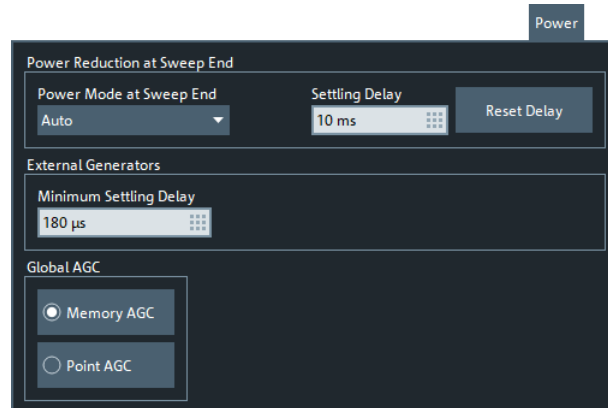 Power
Power Reduction at Sweep End
Power Mode at Sweep End
Settling Delay
Auto
10 ms
Reset Delay
External Generators
Minimum Settling Delay
180 µs
Global AGC
Memory AGC
Point AGC